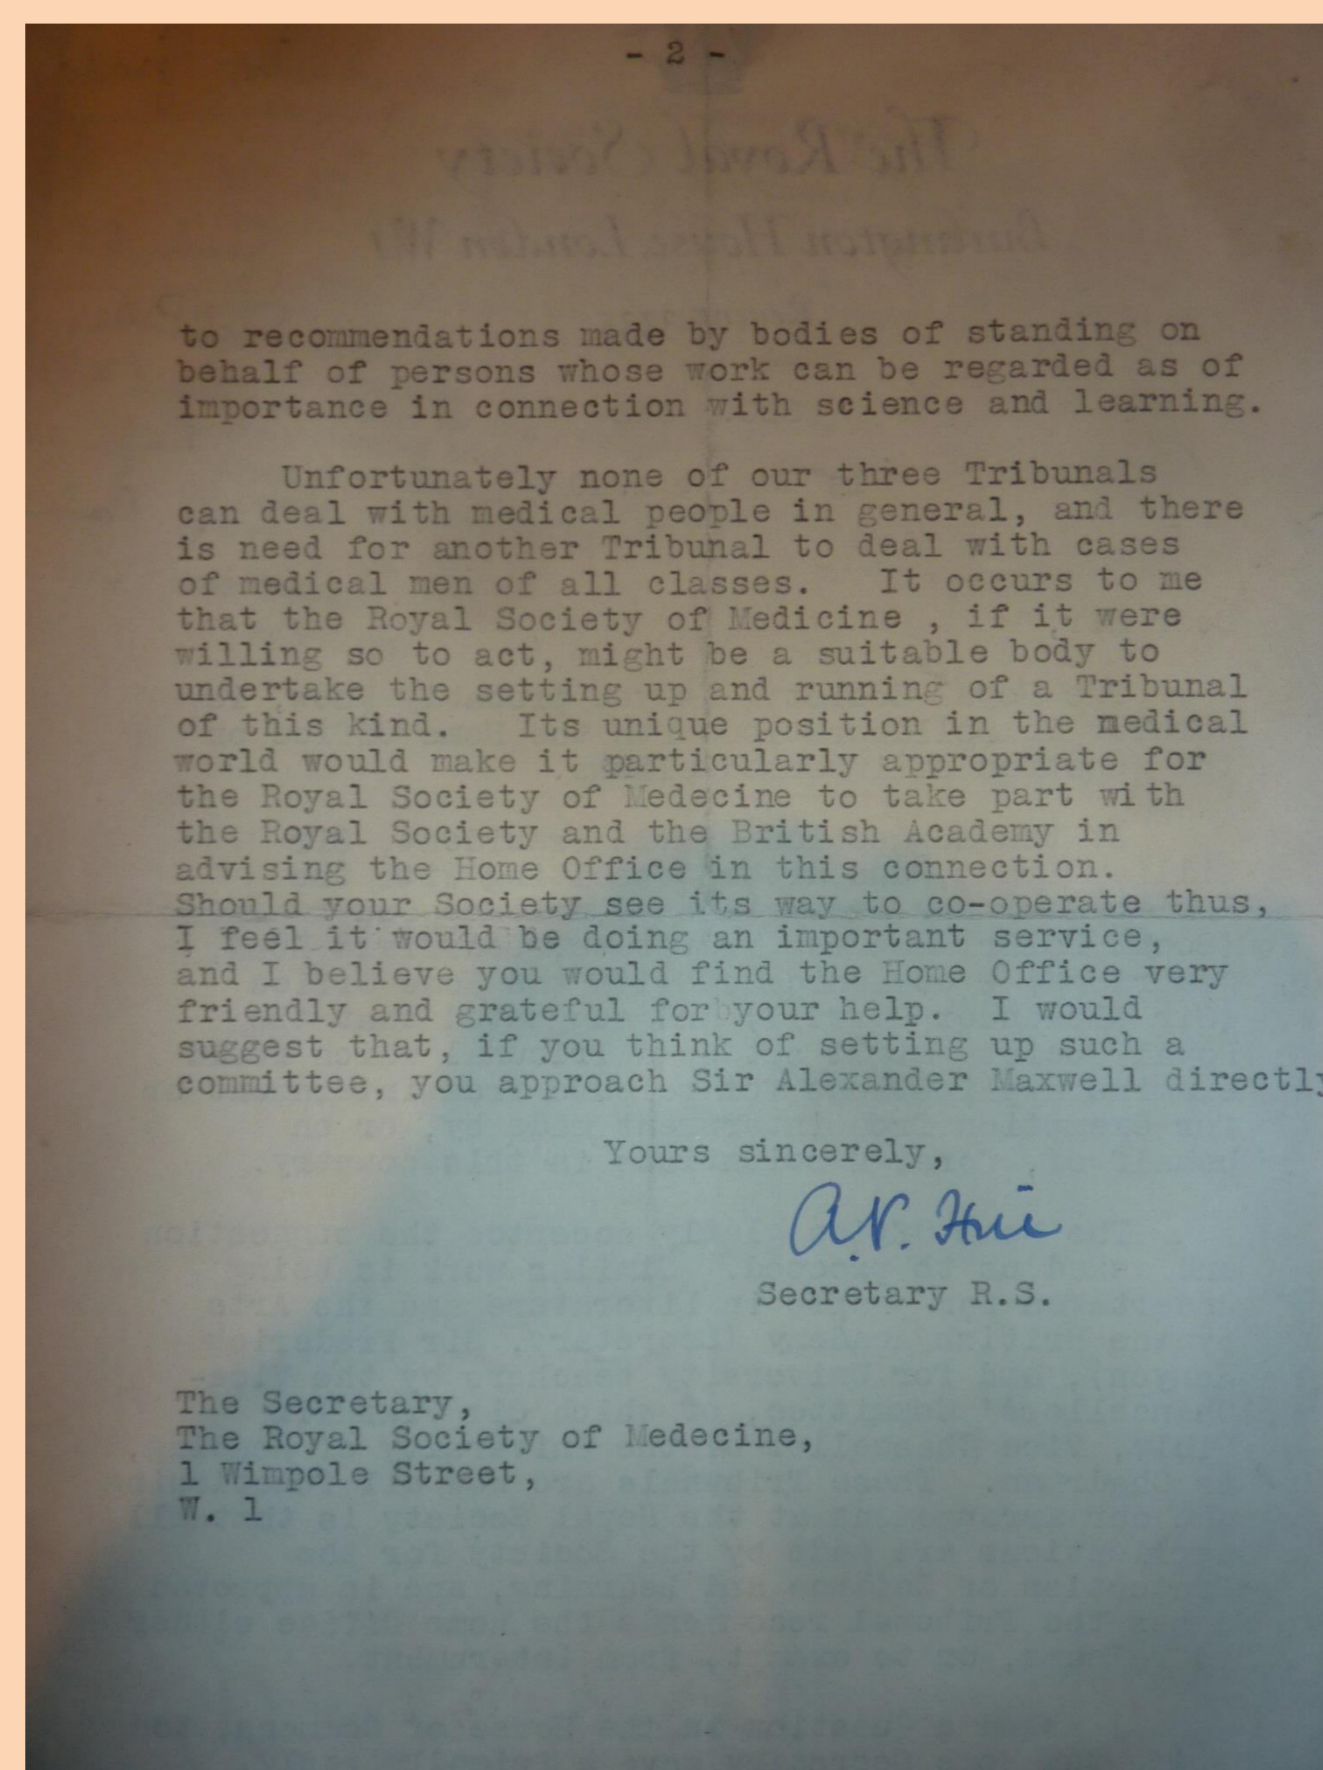 - 2 -
The Royal Society
Burlington House London W1
to recommendations made by bodies of standing on
behalf of persons whose work can be regarded as of
importance in connection with science and learning.
Unfortunately none of our three Tribunals
can deal with medical people in general, and there
is need for another Tribunal to deal with cases
of medical men of all classes. It occurs to me
that the Royal Society of Medicine , if it were
willing so to act, might be a suitable body to
undertake the setting up and running of a Tribunal
of this kind. Its unique position in the medical
world would make it particularly appropriate for
the Royal Society of Medecine to take part with
the Royal Society and the British Academy in
advising the Home Office in this connection.
Should your Society see its way to co-operate thus,
I feel it would be doing an important service,
and I believe you would find the Home Office very
friendly and grateful for your help. I would
suggest that, if you think of setting up such a
committee, you approach Sir Alexander Maxwell directly
Yours sincerely,
A.V. Hill
Secretary R.S.
The Secretary,
The Royal Society of Medecine,
1 Wimpole Street,
W. 1